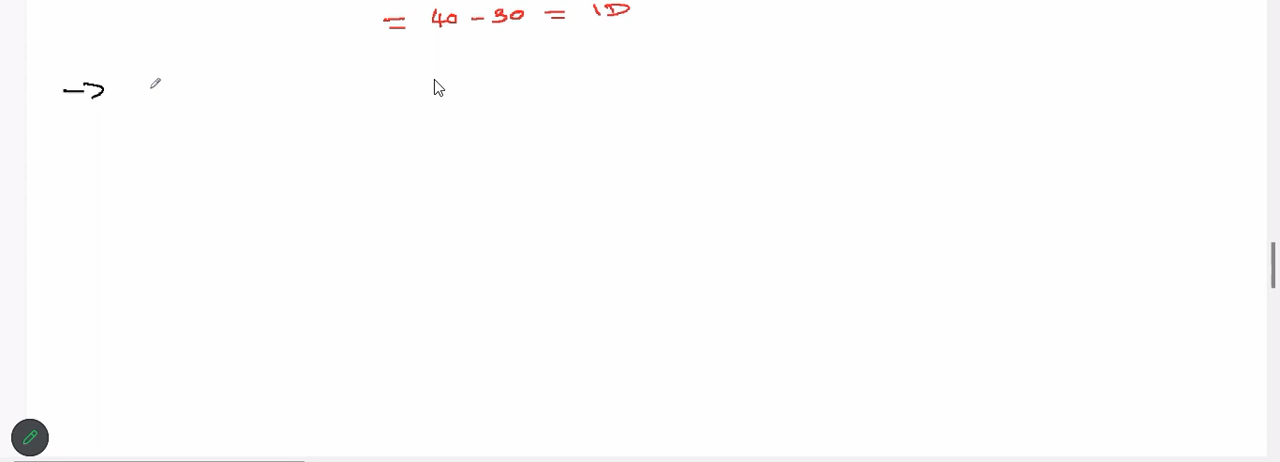 = 40 - 30 = 10
→